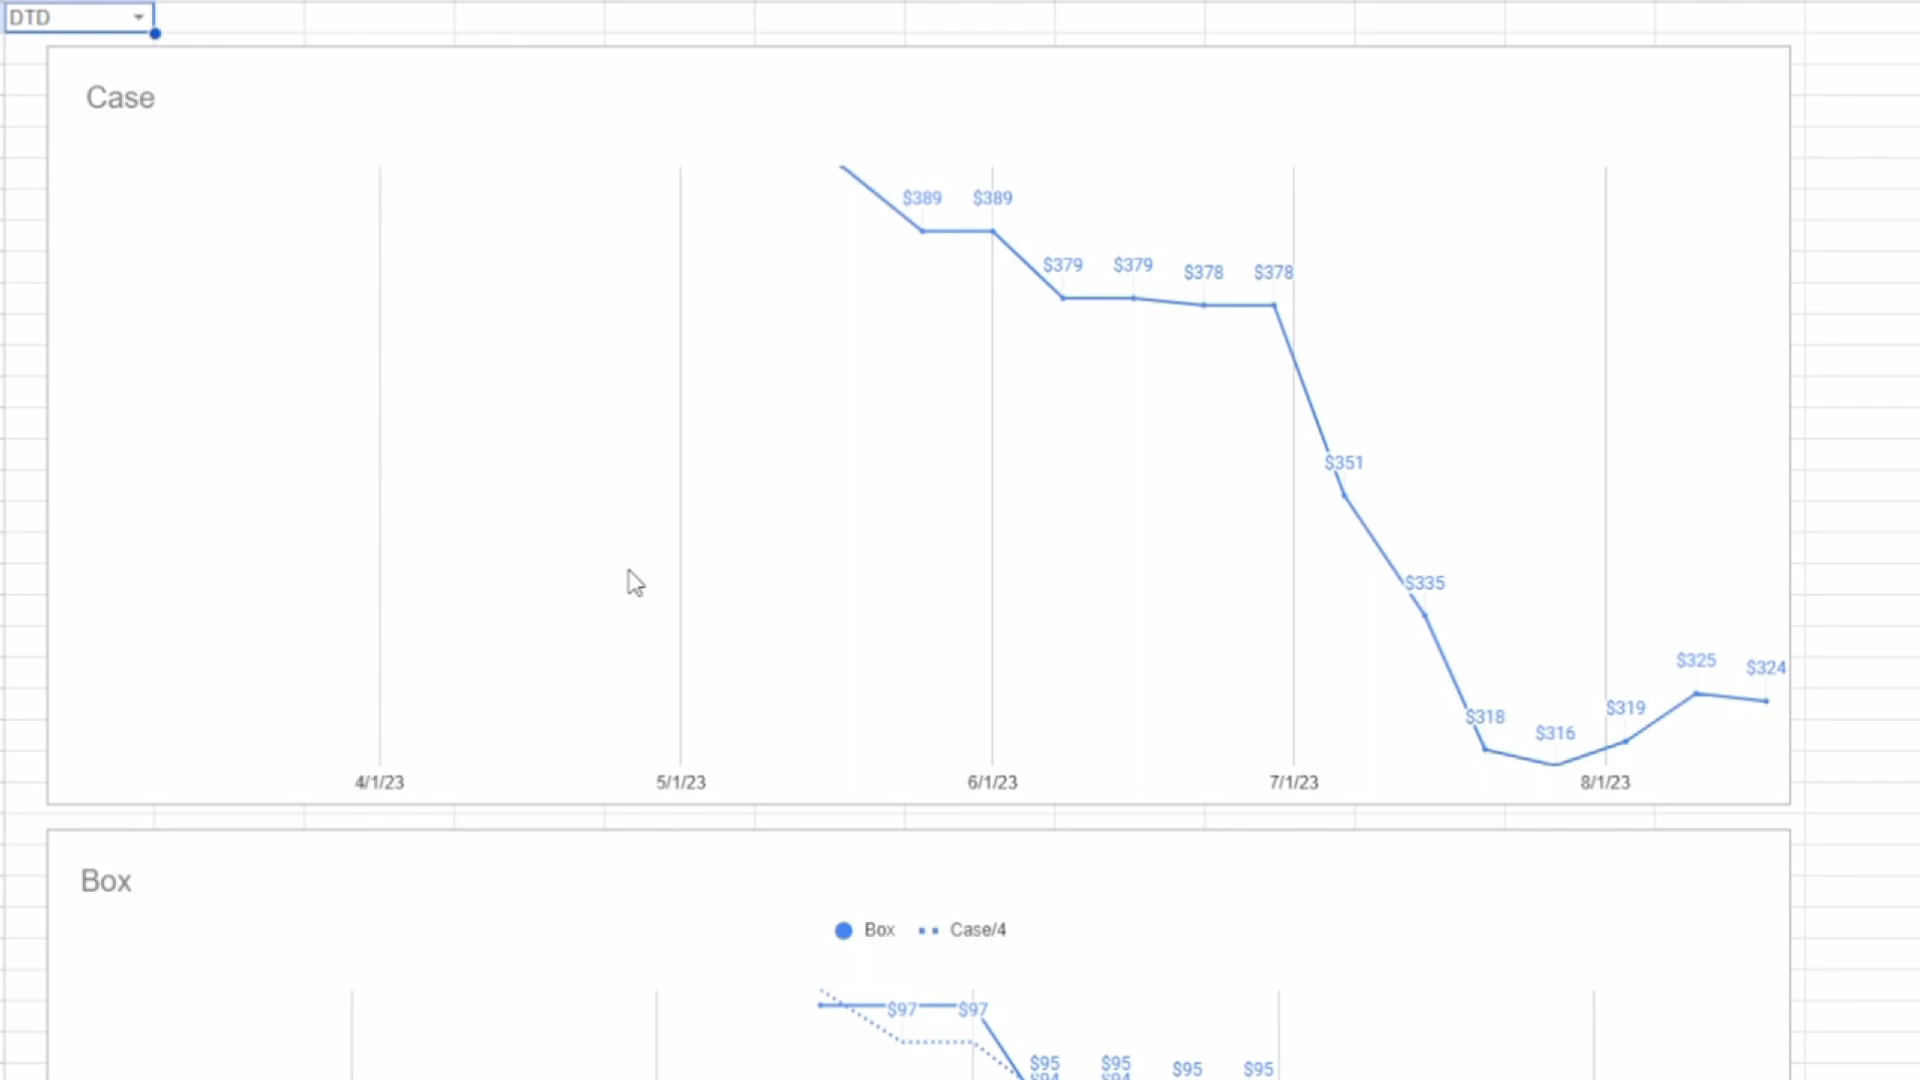 DTD
Case
$389 $389
$379 $379 $378 $378
$351
$335
$325 $324
$318 $316 $319
4/1/23 5/1/23 6/1/23 7/1/23 8/1/23
Box
Box Case/4
$97 $97
$95 $95 $95 $95